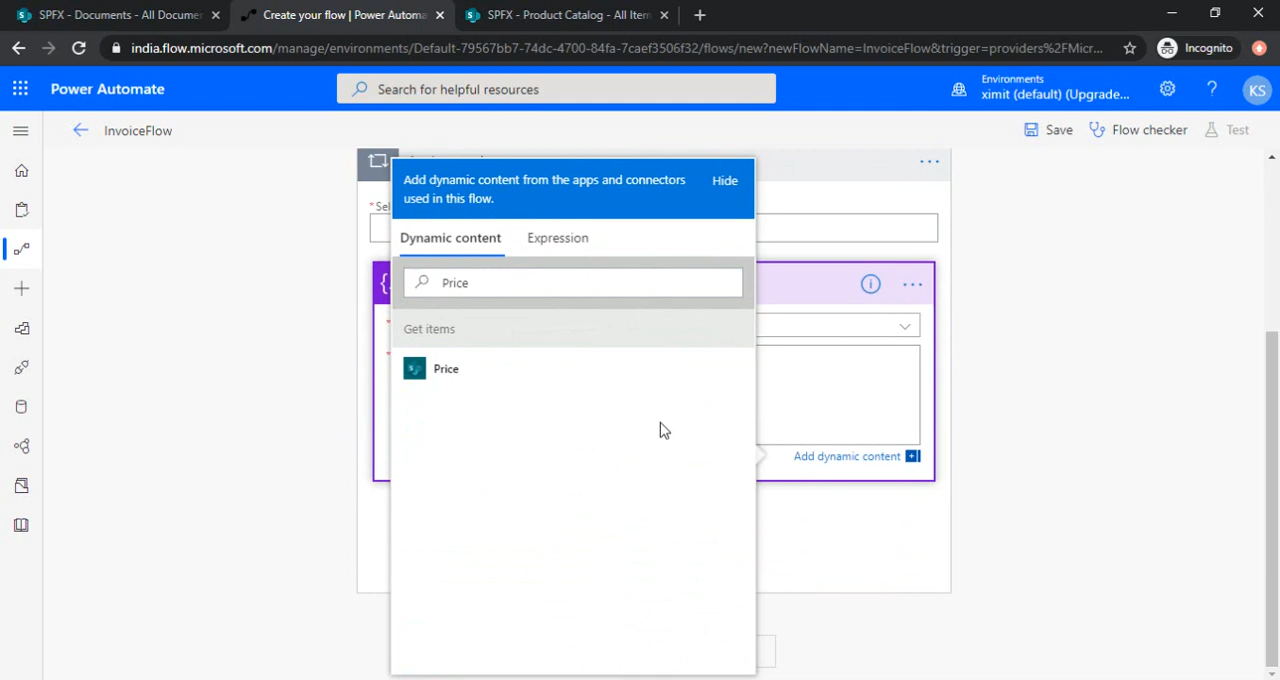 SPFX - Documents - All Documen
Create your flow | Power Automa
SPFX - Product Catalog - All Item
india.flow.microsoft.com/manage/environments/Default-79567bb7-74dc-4700-84fa-7caef3506f32/flows/new?newFlowName=InvoiceFlow&trigger=providers%2FMicr...
Incognito
Power Automate
Search for helpful resources
Environments
ximit (default) (Upgrade...
KS
InvoiceFlow
Save
Flow checker
Test
Add dynamic content from the apps and connectors
used in this flow.
Hide
* Sel
Dynamic content
Expression
Price
Get items
Price
Add dynamic content